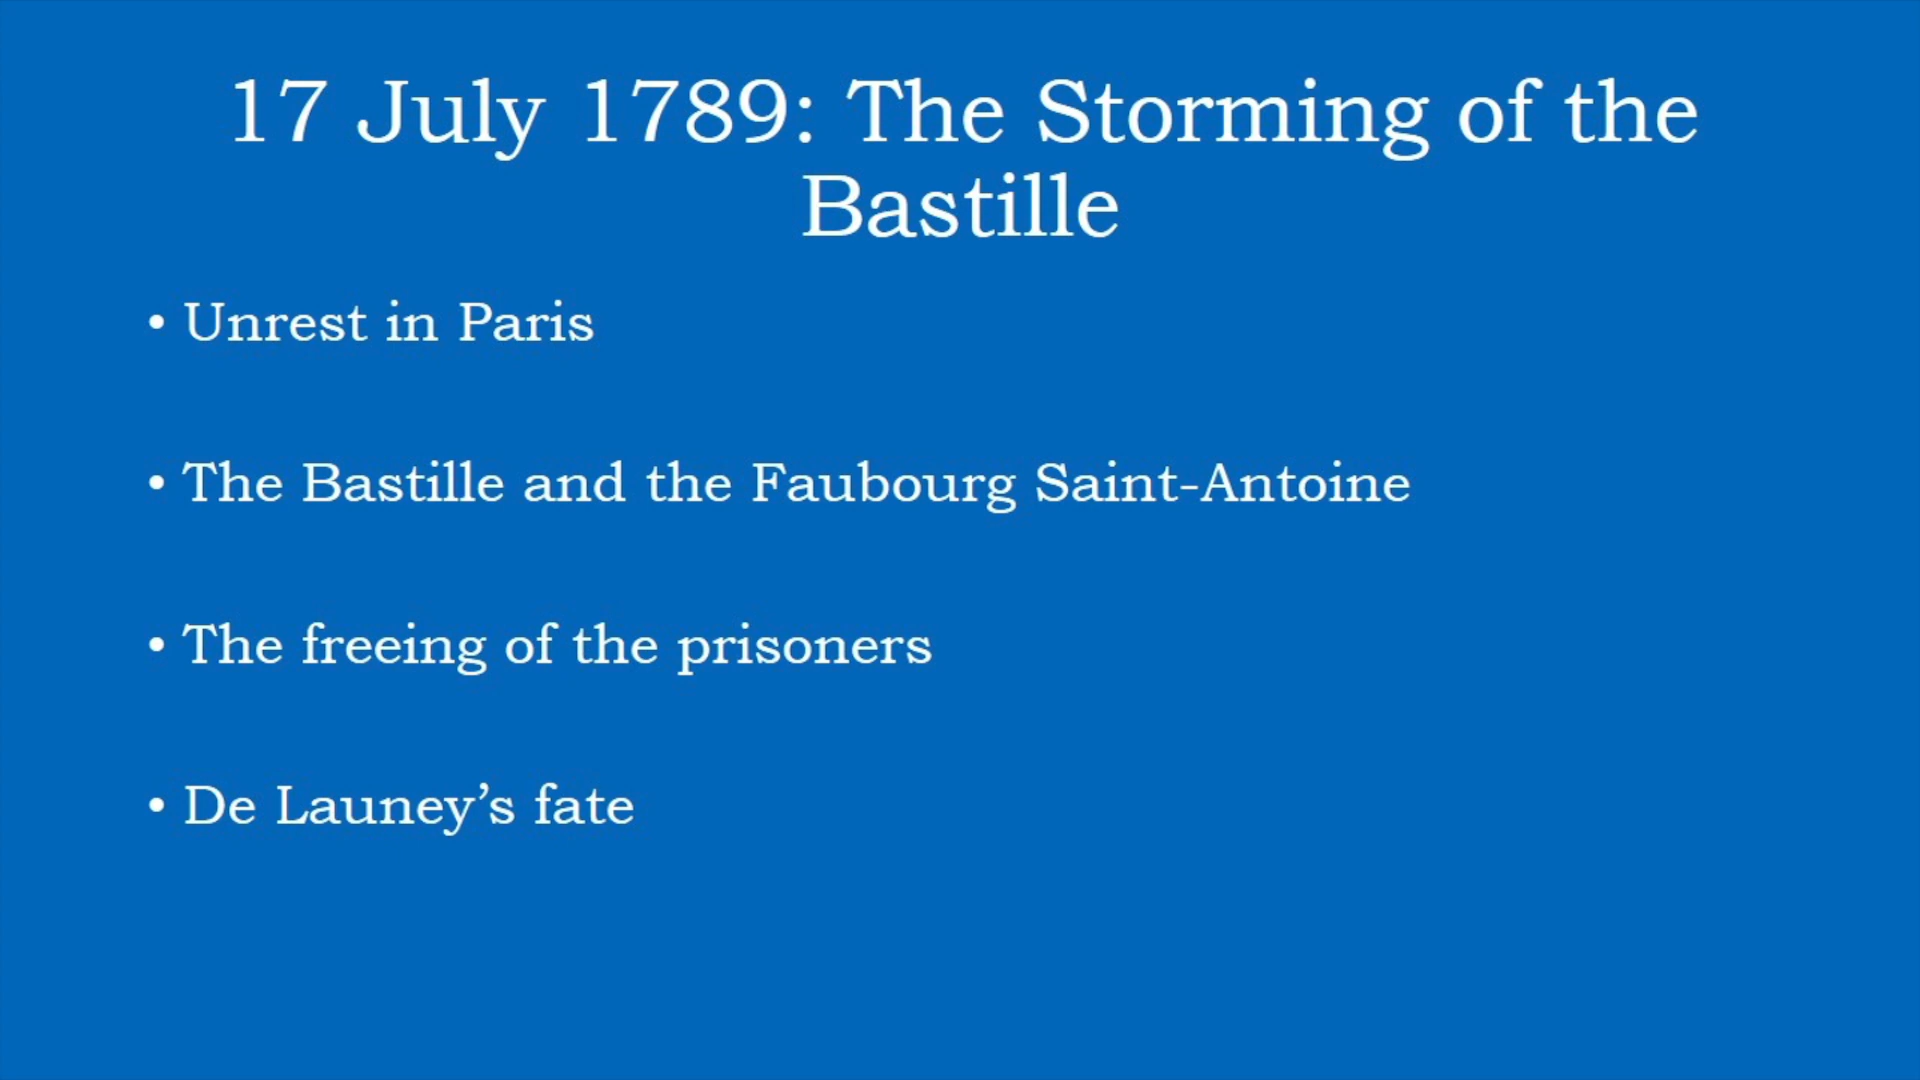 17 July 1789: The Storming of the
Bastille
• Unrest in Paris
• The Bastille and the Faubourg Saint-Antoine
• The freeing of the prisoners
• De Launey’s fate